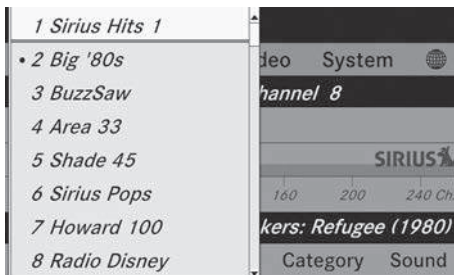 1 Sirius Hits 1
• 2 Big '80s
deo System
3 BuzzSaw
hannel 8
4 Area 33
5 Shade 45
SIRIUS
6 Sirius Pops
160 200 240 Ch.
7 Howard 100
kers: Refugee (1980)
8 Radio Disney
Category Sound